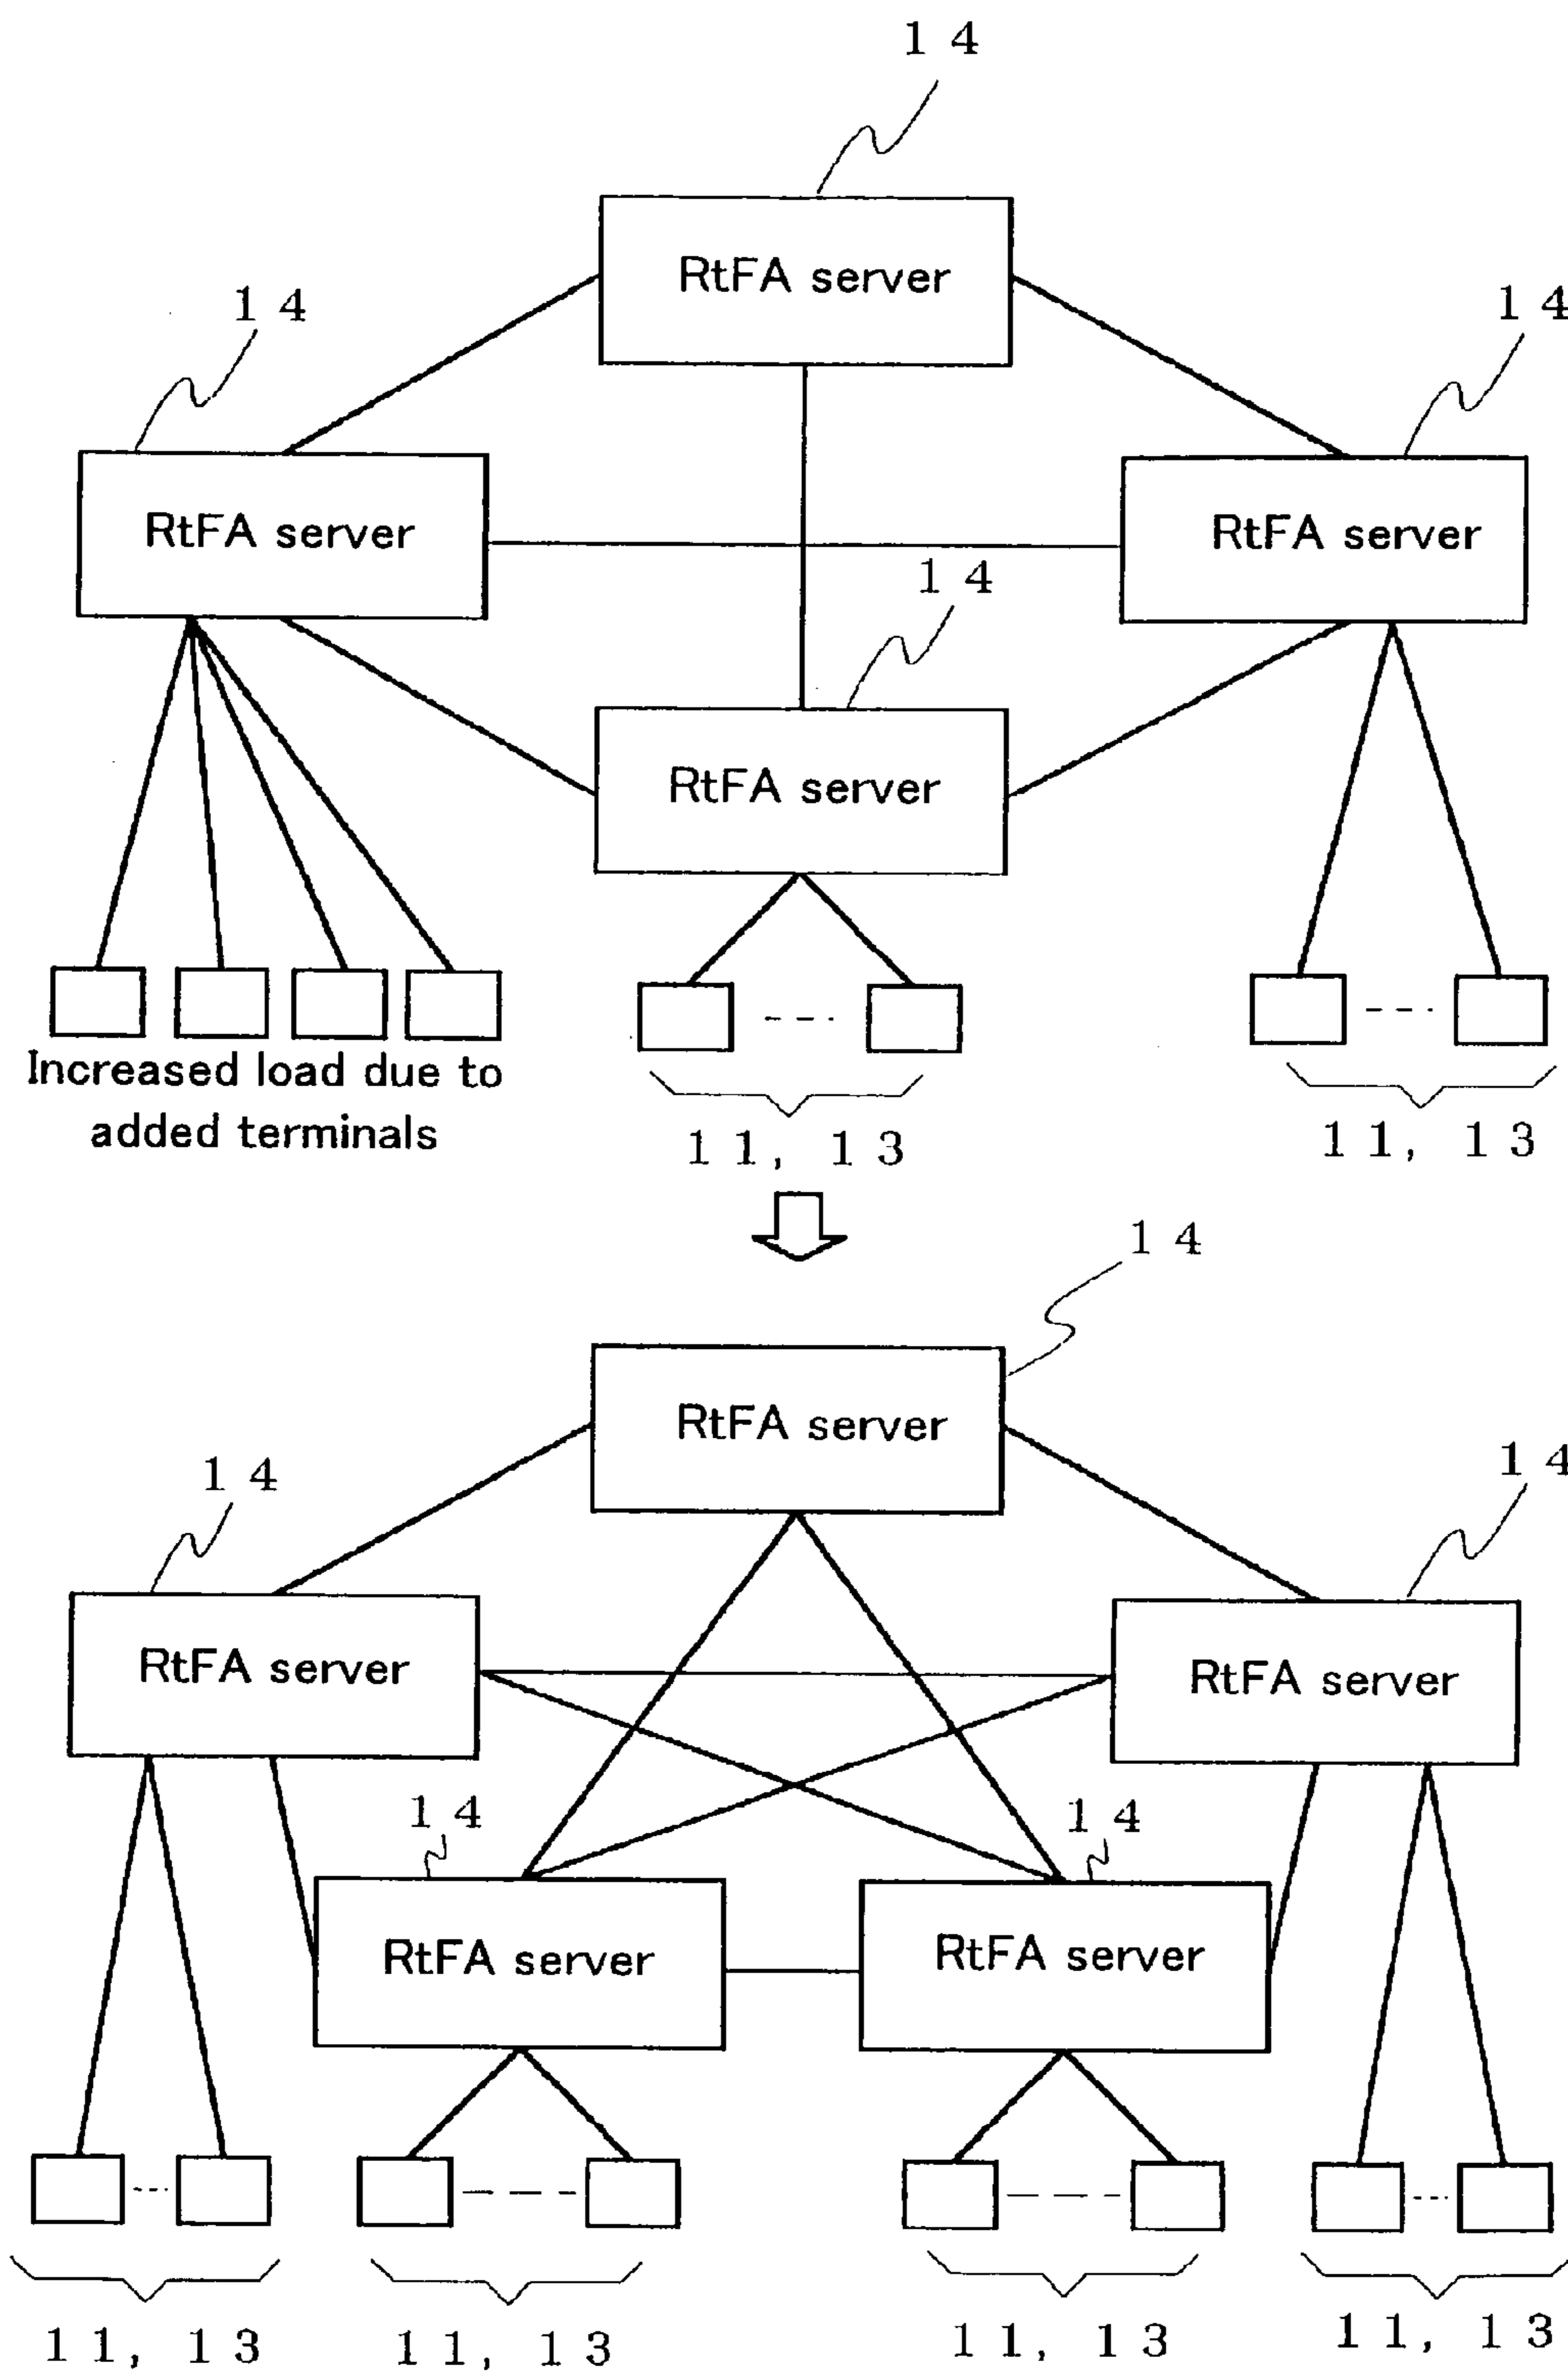 14
RtFA server
14
14
RtFA server
RtFA server
14
RtFA server
Increased load due to
added terminals
11, 13
11, 13
14
RtFA server
14
14
RtFA server
RtFA server
14
14
RtFA server
RtFA server
11, 13
11, 13
11, 13
11, 13